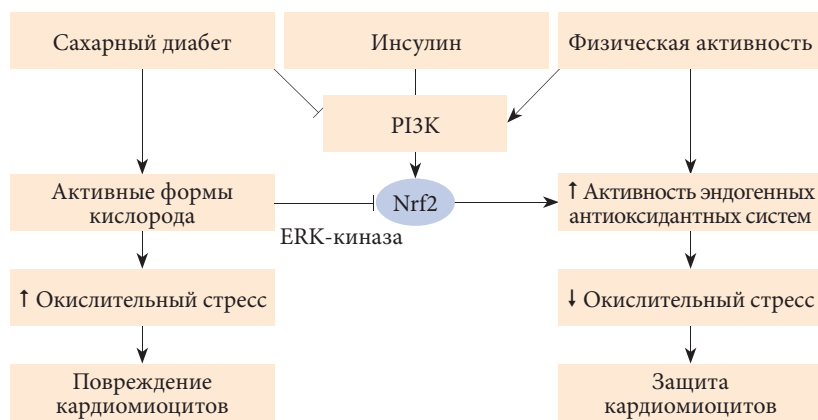 Сахарный диабет
Инсулин
Физическая активность
PI3K
Активные формы
кислорода
ERK-киназа
Nrf2
↑ Активность эндогенных
антиоксидантных систем
↑ Окислительный стресс
↓ Окислительный стресс
Повреждение
кардиомиоцитов
Защита
кардиомиоцитов